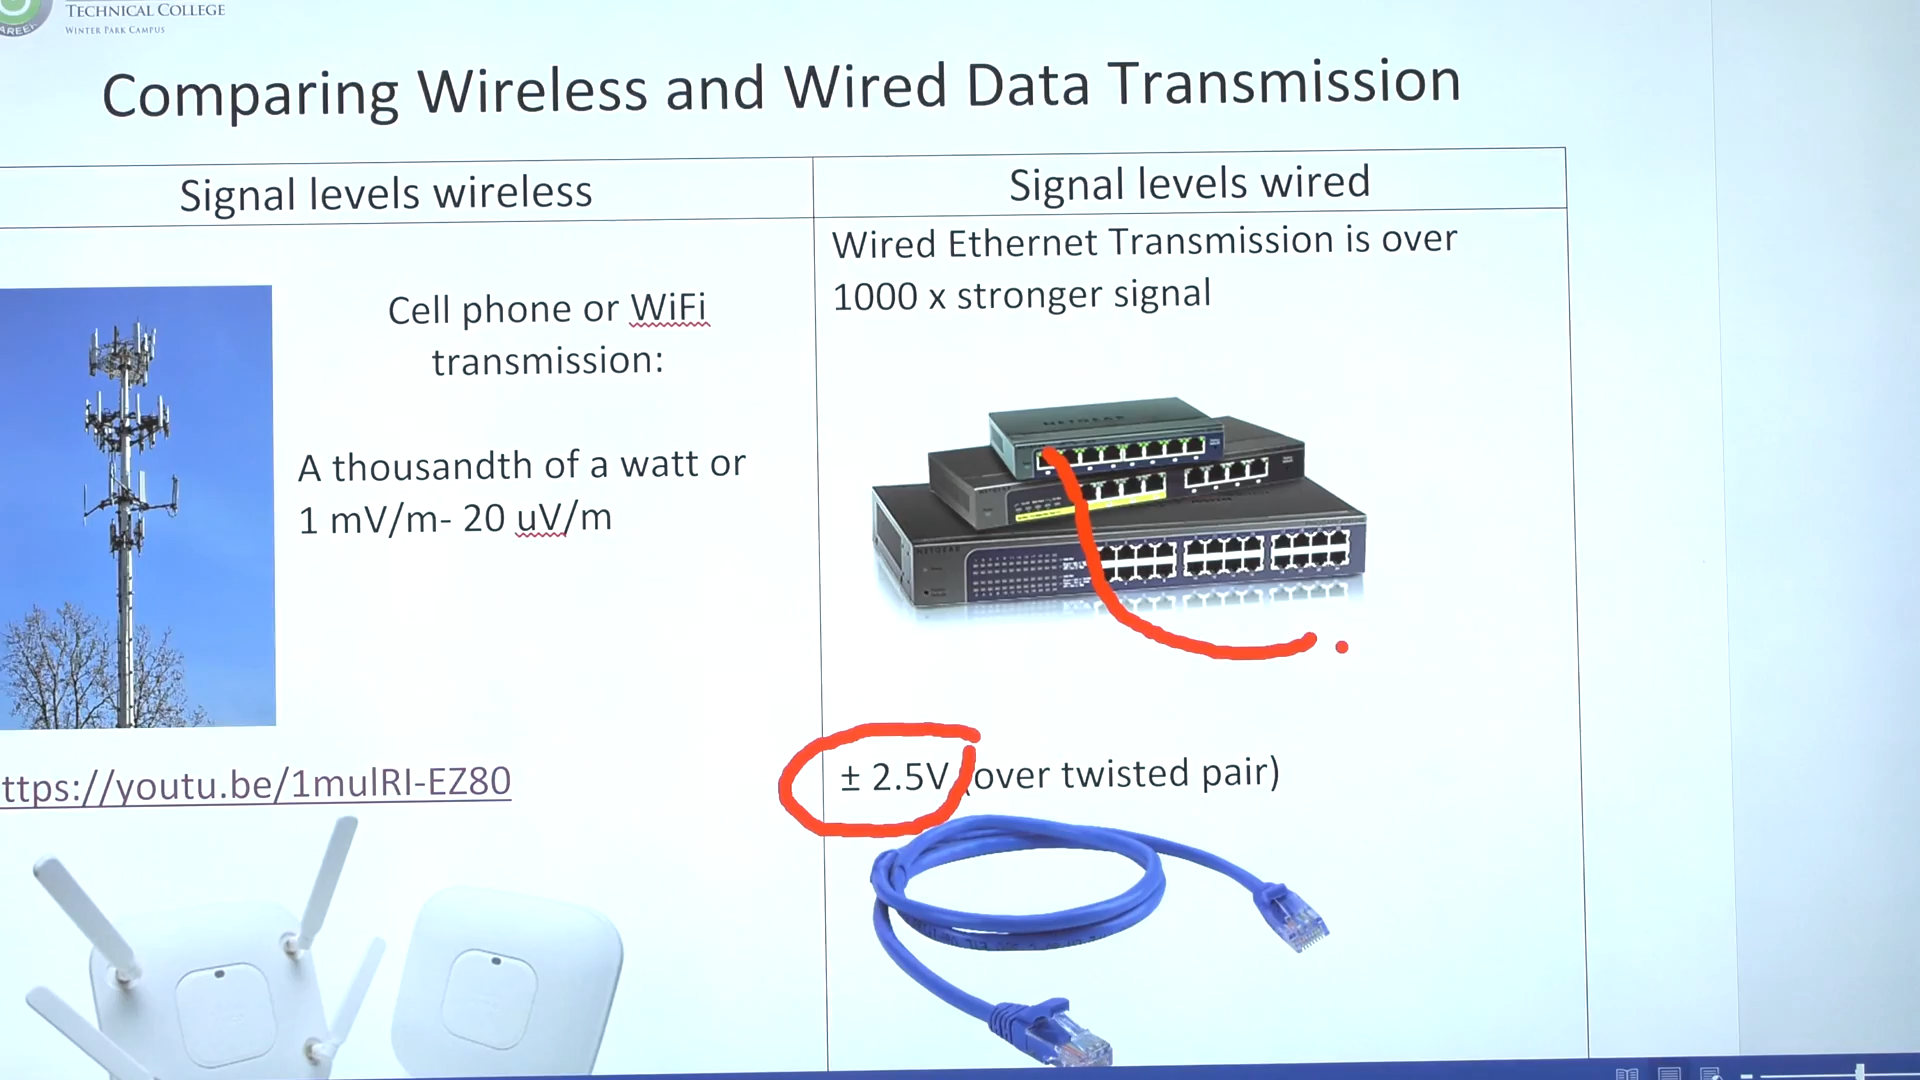 TECHNICAL COLLEGE
WINTER PARK CAMPUS
Comparing Wireless and Wired Data Transmission
Signal levels wireless
Signal levels wired
Cell phone or WiFi
transmission:
A thousandth of a watt or
1 mV/m- 20 uV/m
ttps://youtu.be/1mulRI-EZ80
Wired Ethernet Transmission is over
1000 x stronger signal
NETGEAR
NETGEAR
± 2.5V (over twisted pair)